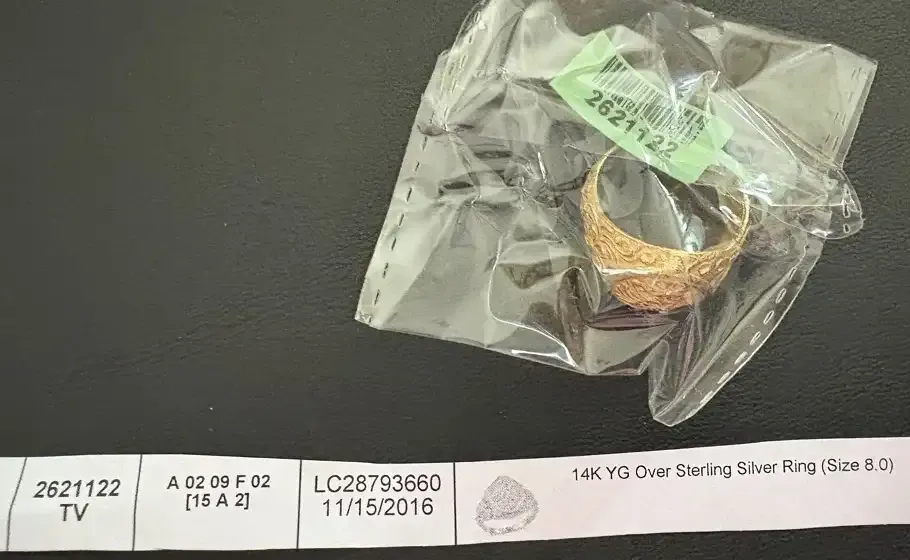 2621122
2621122
TV
A 02 09 F 02
[15 A 2]
LC28793660
11/15/2016
14K YG Over Sterling Silver Ring (Size 8.0)